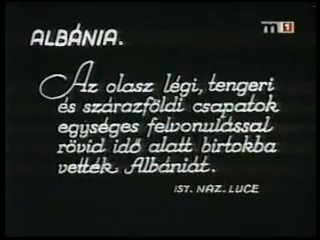 m1
ALBÁNIA.
Az olasz légi, tengeri
és szárazföldi csapatok
egységes felvonulással
rövid idő alatt birtokba
vették Albániát.
IST. NAZ. LUCE